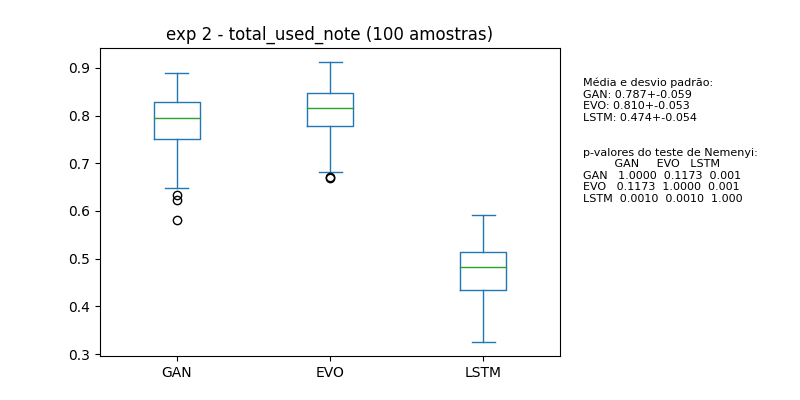 exp 2 - total_used_note (100 amostras)
0.9
0.8
0.7
0.6
0.5
0.4
0.3
GAN EVO LSTM
Média e desvio padrão:
GAN: 0.787+-0.059
EVO: 0.810+-0.053
LSTM: 0.474+-0.054
p-valores do teste de Nemenyi:
GAN EVO LSTM
GAN 1.0000 0.1173 0.001
EVO 0.1173 1.0000 0.001
LSTM 0.0010 0.0010 1.000